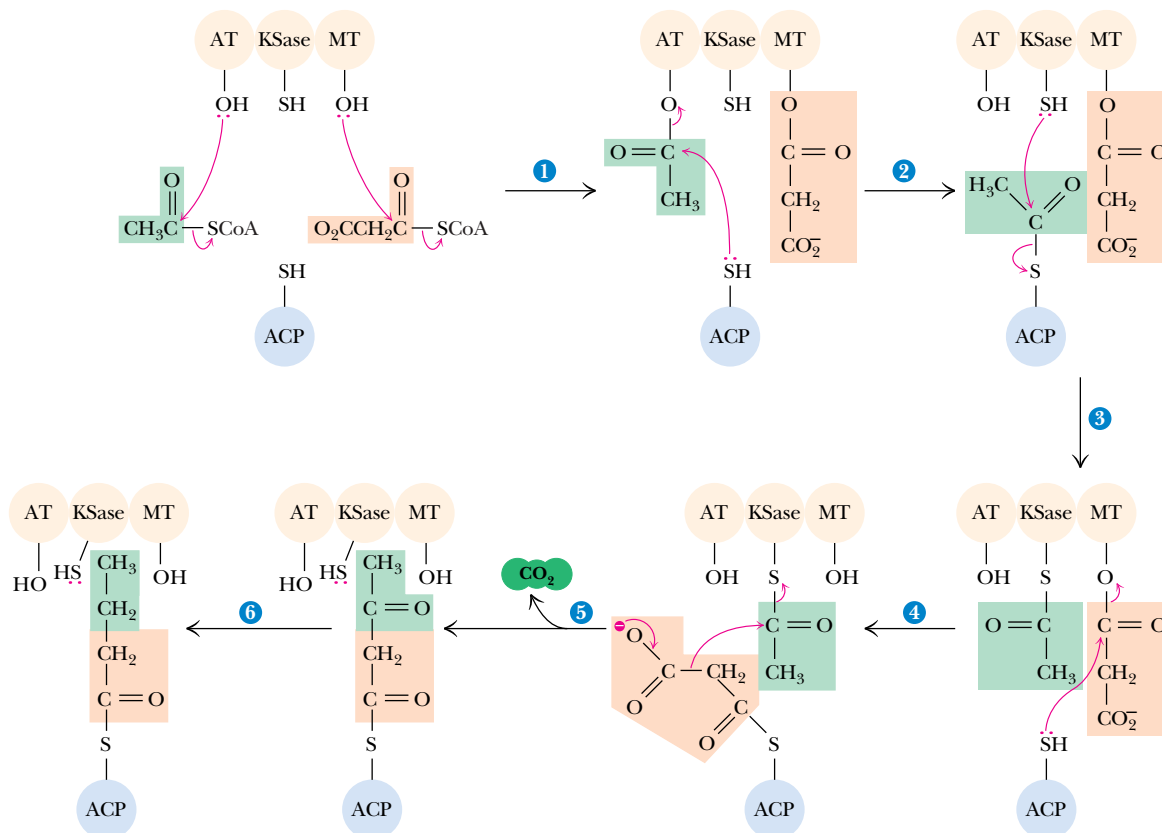 AT KSase MT
OH SH OH
O
CH₃C—SCoA
O
O₂CCH₂C—SCoA
SH
ACP
1
AT KSase MT
O SH O
O=C C=O
CH₃ CH₂
CO₂⁻
SH
ACP
2
AT KSase MT
OH SH O
H₃C O C=O
C CH₂
S CO₂⁻
ACP
3
AT KSase MT
OH S O
O=C C=O
CH₃ CH₂
CO₂⁻
SH
ACP
4
AT KSase MT
OH S OH
⊖ O C=O
C—CH₂ CH₃
O C
O S
ACP
5
CO₂
AT KSase MT
HO HS OH
CH₃
C=O
CH₂
C=O
S
ACP
6
AT KSase MT
HO HS OH
CH₃
CH₂
CH₂
C=O
S
ACP